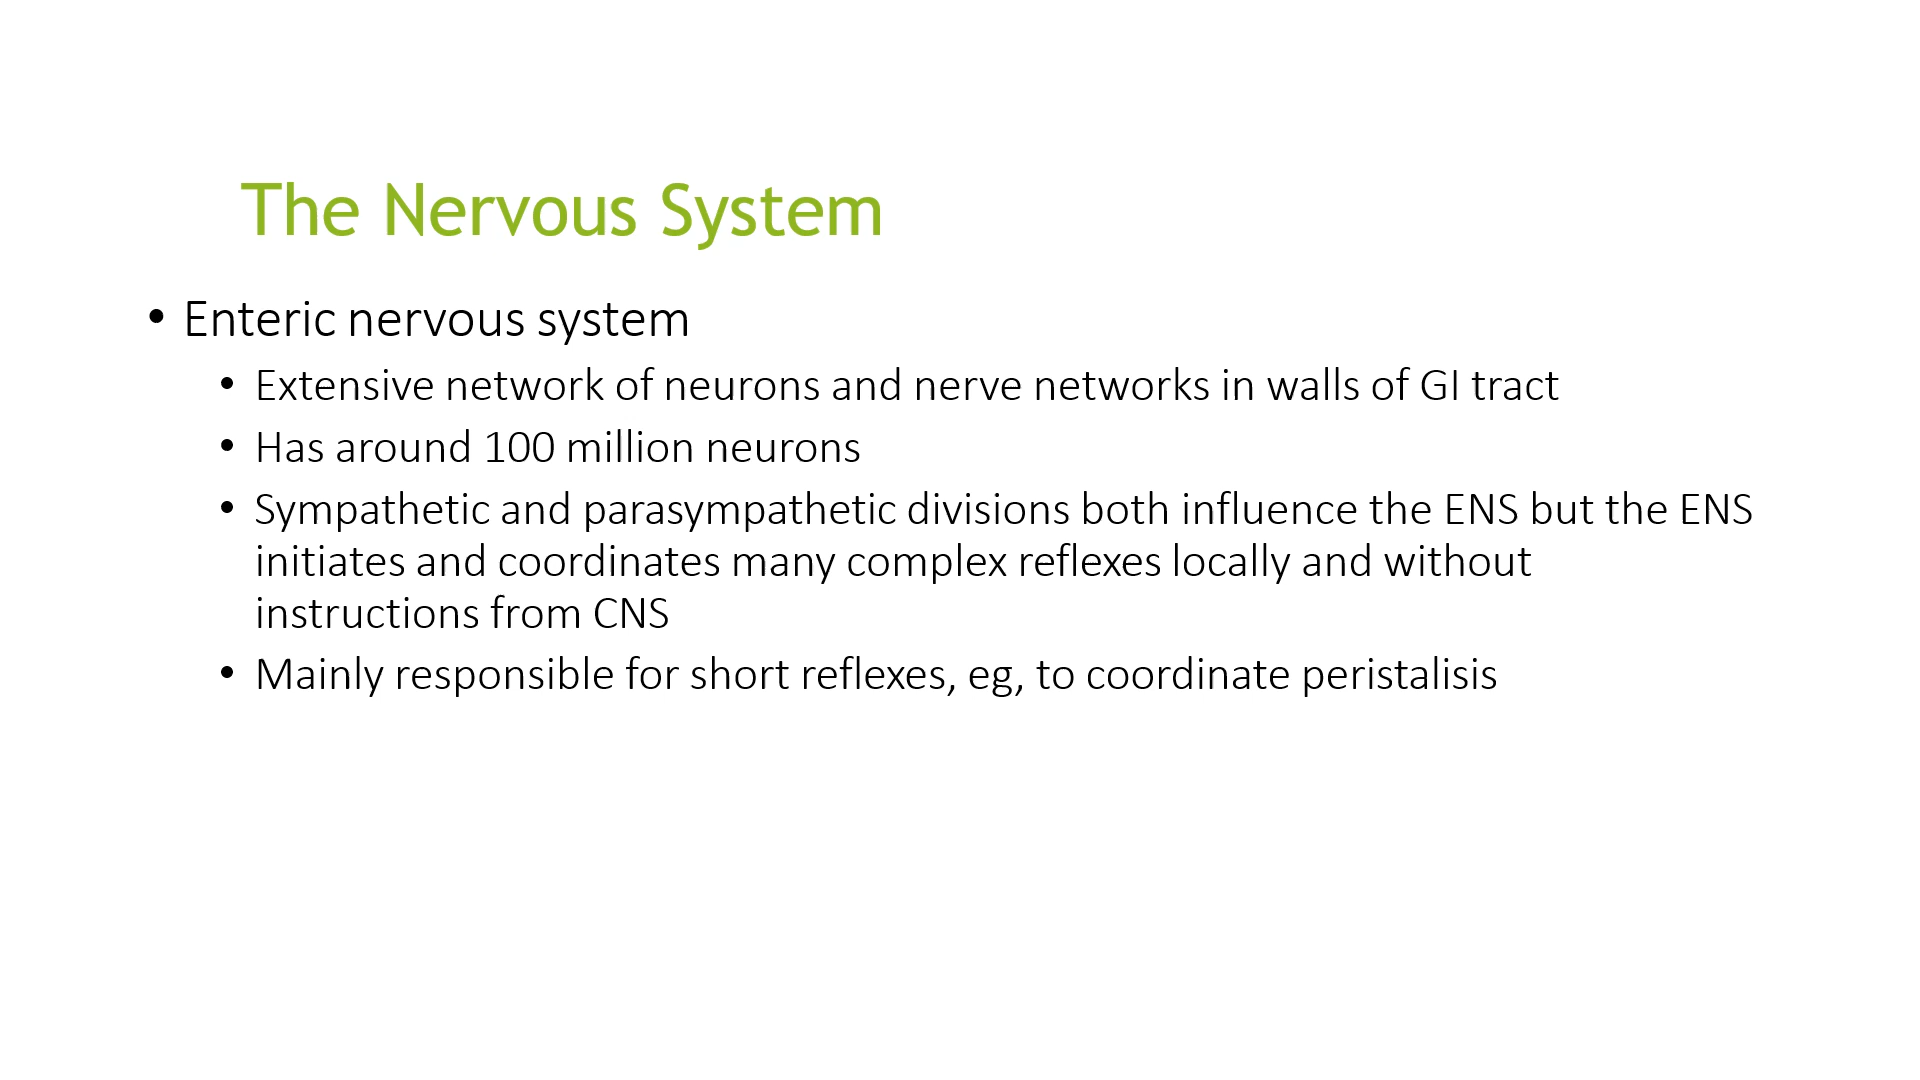 The Nervous System
• Enteric nervous system
• Extensive network of neurons and nerve networks in walls of GI tract
• Has around 100 million neurons
• Sympathetic and parasympathetic divisions both influence the ENS but the ENS
initiates and coordinates many complex reflexes locally and without
instructions from CNS
• Mainly responsible for short reflexes, eg, to coordinate peristalisis